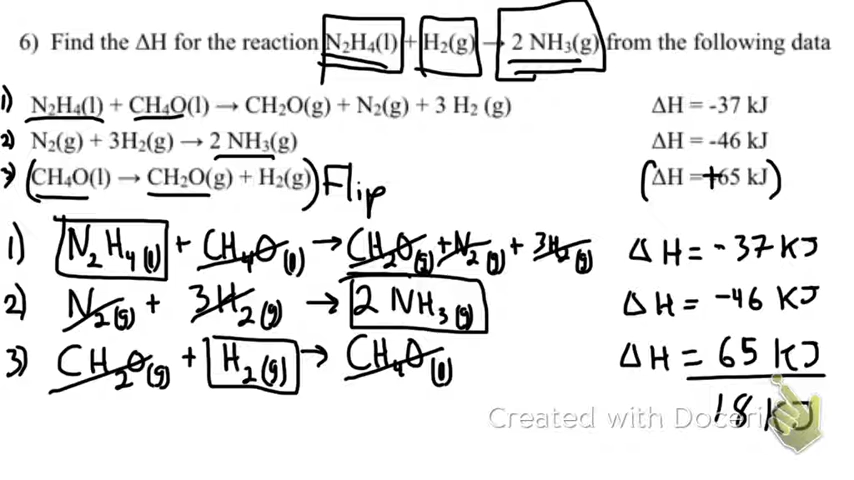 6) Find the ΔH for the reaction N₂H₄(l) + H₂(g) → 2 NH₃(g) from the following data
1) N₂H₄(l) + CH₄O(l) → CH₂O(g) + N₂(g) + 3 H₂ (g) ΔH = -37 kJ
2) N₂(g) + 3H₂(g) → 2 NH₃(g) ΔH = -46 kJ
3) (CH₄O(l) → CH₂O(g) + H₂(g)) Flip (ΔH = +65 kJ)
1) N₂H₄(l) + CH₄O(l) → CH₂O(g) + N₂(g) + 3H₂(g) ΔH = -37 KJ
2) N₂(g) + 3H₂(g) → 2 NH₃(g) ΔH = -46 KJ
3) CH₂O(g) + H₂(g) → CH₄O(l) ΔH = 65 KJ
18 KJ
Created with